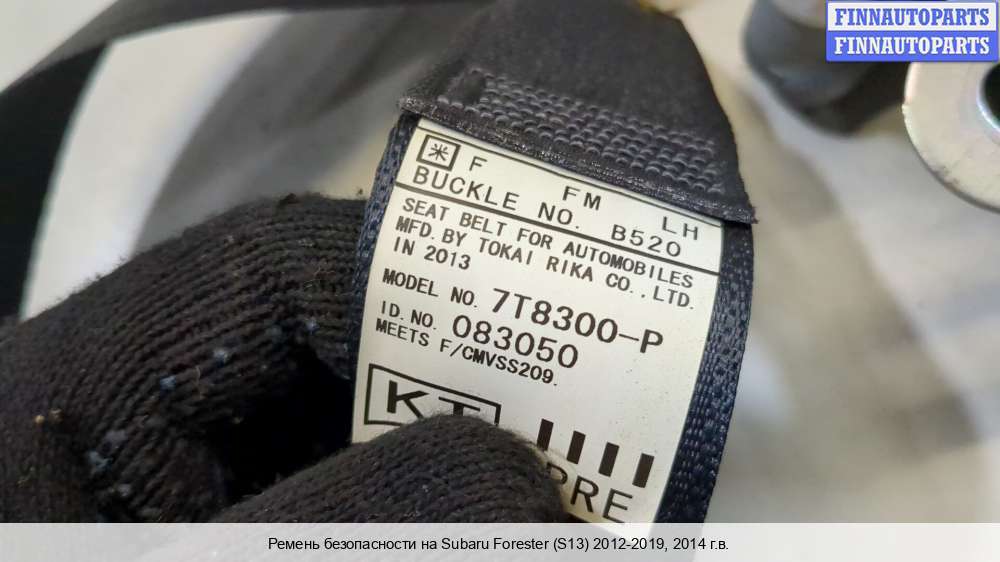 FINNAUTOPARTS
FINNAUTOPARTS
米 F FM LH
BUCKLE NO. B520
SEAT BELT FOR AUTOMOBILES
MFD. BY TOKAI RIKA CO.,LTD.
IN 2013
MODEL NO. 7T8300-P
ID. NO. 083050
MEETS F/CMVSS209.
Ремень безопасности на Subaru Forester (S13) 2012-2019, 2014 г.в.